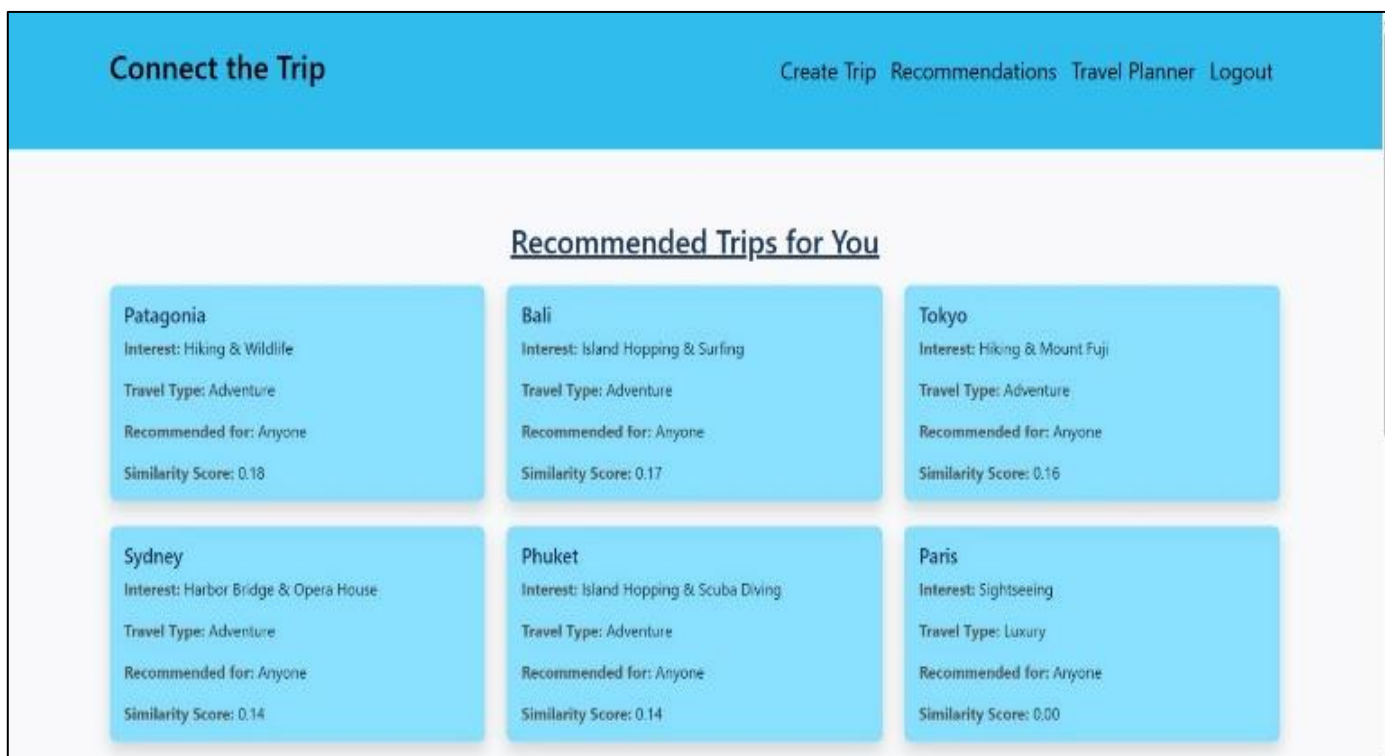 Connect the Trip
Create Trip Recommendations Travel Planner Logout
Recommended Trips for You
Patagonia
Interest: Hiking & Wildlife
Travel Type: Adventure
Recommended for: Anyone
Similarity Score: 0.18
Bali
Interest: Island Hopping & Surfing
Travel Type: Adventure
Recommended for: Anyone
Similarity Score: 0.17
Tokyo
Interest: Hiking & Mount Fuji
Travel Type: Adventure
Recommended for: Anyone
Similarity Score: 0.16
Sydney
Interest: Harbor Bridge & Opera House
Travel Type: Adventure
Recommended for: Anyone
Similarity Score: 0.14
Phuket
Interest: Island Hopping & Scuba Diving
Travel Type: Adventure
Recommended for: Anyone
Similarity Score: 0.14
Paris
Interest: Sightseeing
Travel Type: Luxury
Recommended for: Anyone
Similarity Score: 0.00